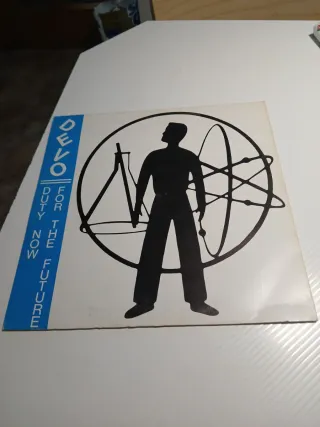 DEVO
DUTY NOW
FOR THE FUTURE